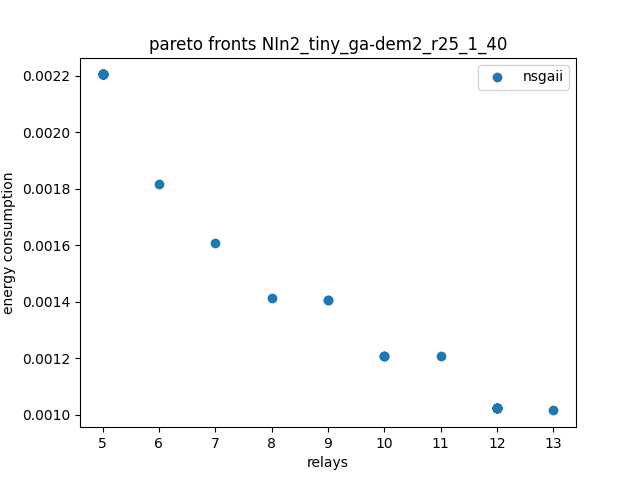 pareto fronts NIn2_tiny_ga-dem2_r25_1_40
nsgaii
energy consumption
0.0022
0.0020
0.0018
0.0016
0.0014
0.0012
0.0010
5 6 7 8 9 10 11 12 13
relays